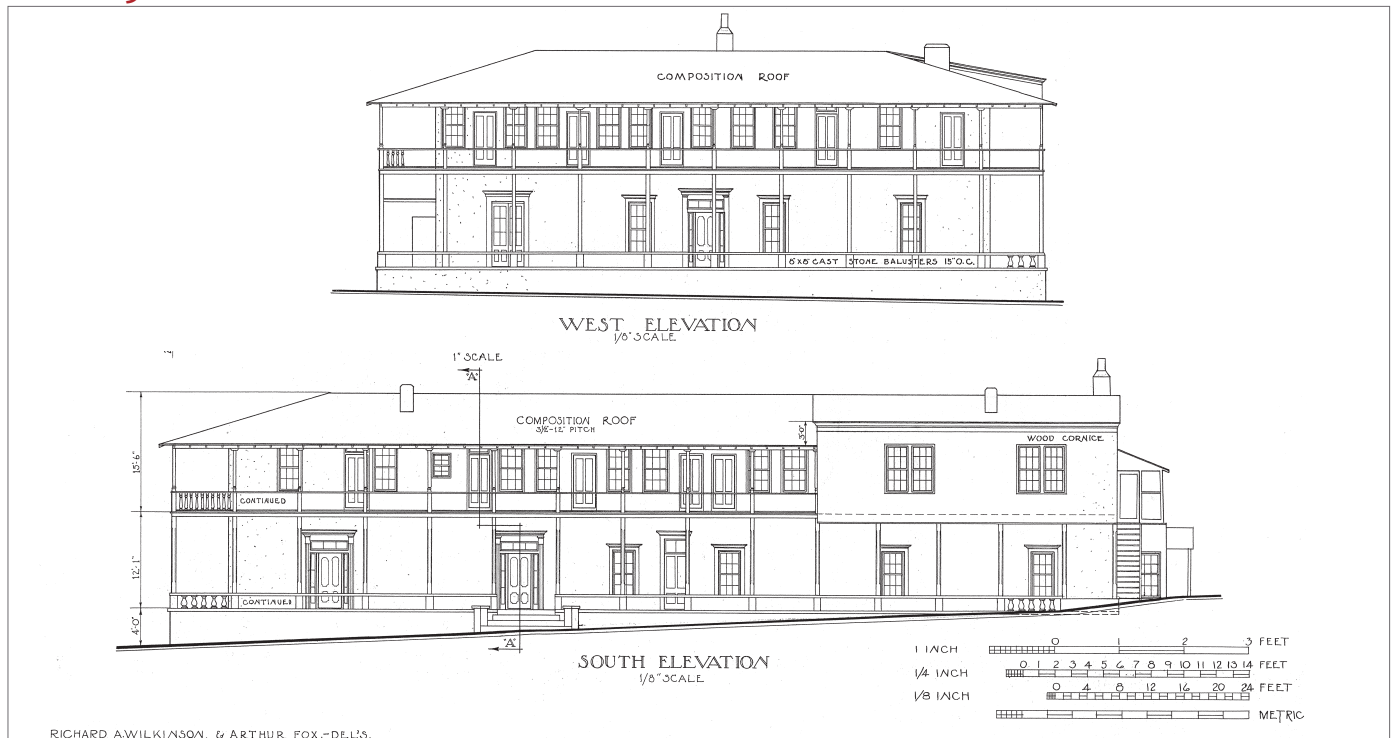 COMPOSITION ROOF
8"x8" CAST STONE BALUSTERS 15" O.C.
WEST ELEVATION
1/8" SCALE
1" SCALE
"A"
COMPOSITION ROOF
3½"-12" PITCH
3'-0"
WOOD CORNICE
15'-6"
CONTINUED
12'-1"
CONTINUED
4'-0"
"A"
SOUTH ELEVATION
1/8" SCALE
1 INCH 0 1 2 3 FEET
1/4 INCH 0 1 2 3 4 5 6 7 8 9 10 11 12 13 14 FEET
1/8 INCH 0 4 8 12 16 20 24 FEET
METRIC
RICHARD A. WILKINSON, & ARTHUR FOX,-DEL'S.